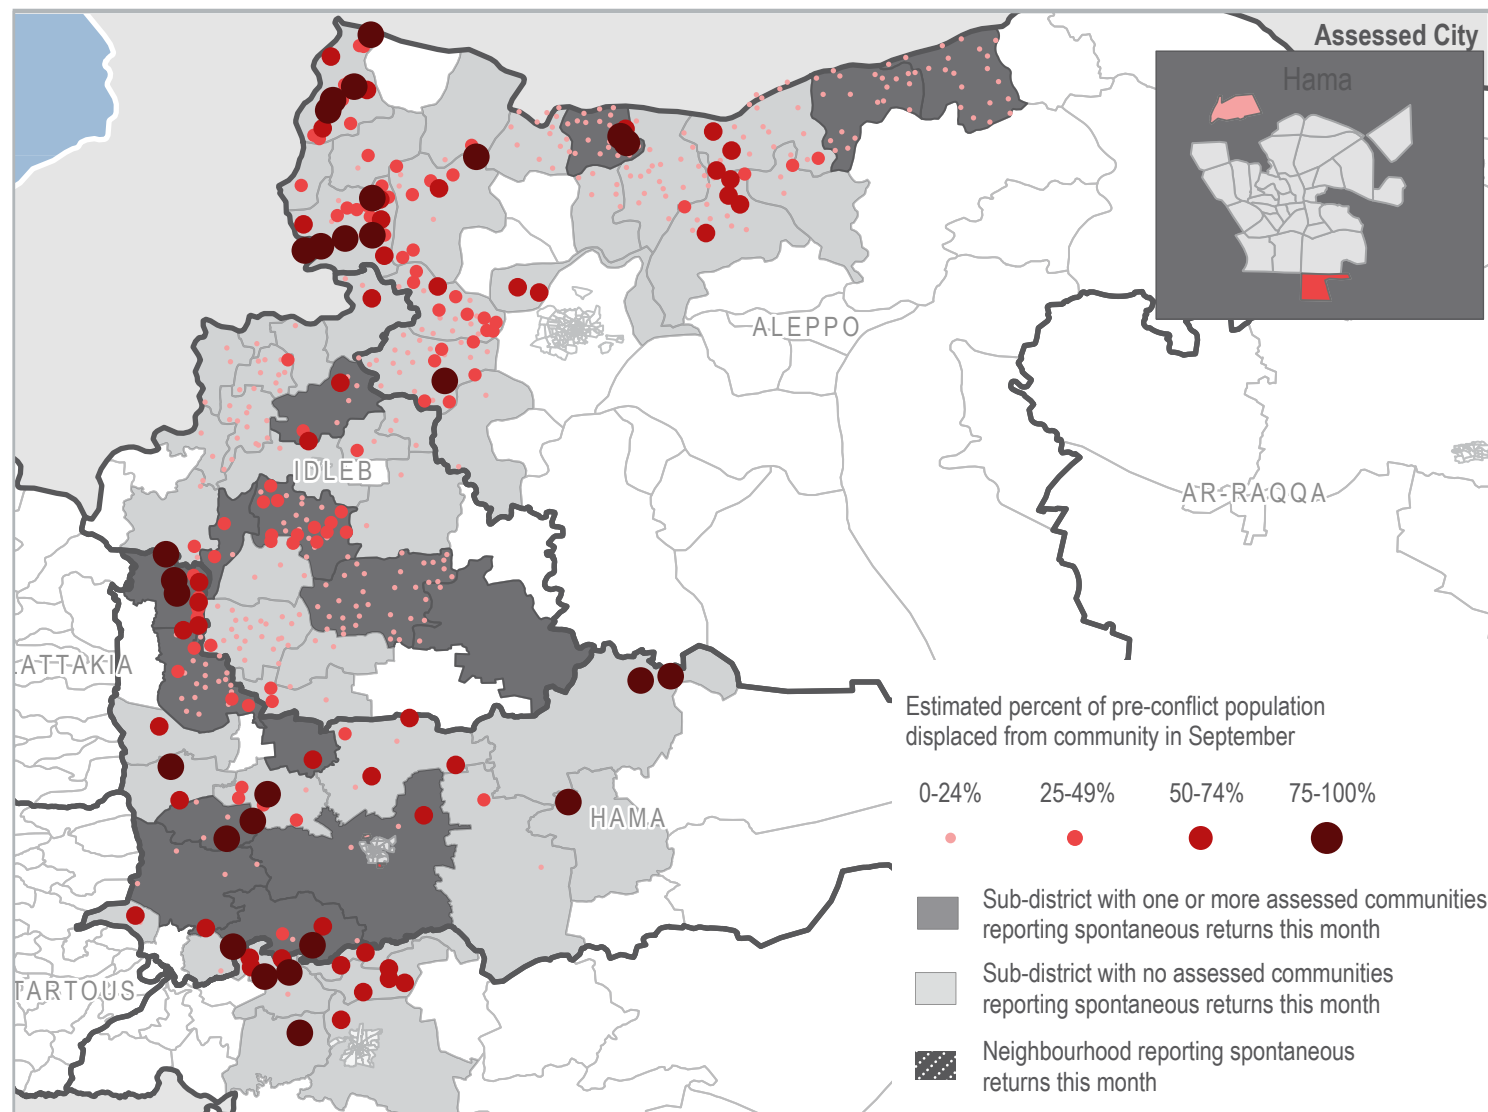 Assessed City
Hama
ALEPPO
IDLEB
AR-RAQQA
LATTAKIA
HAMA
TARTOUS
Estimated percent of pre-conflict population
displaced from community in September
0-24% 25-49% 50-74% 75-100%
Sub-district with one or more assessed communities
reporting spontaneous returns this month
Sub-district with no assessed communities
reporting spontaneous returns this month
Neighbourhood reporting spontaneous
returns this month